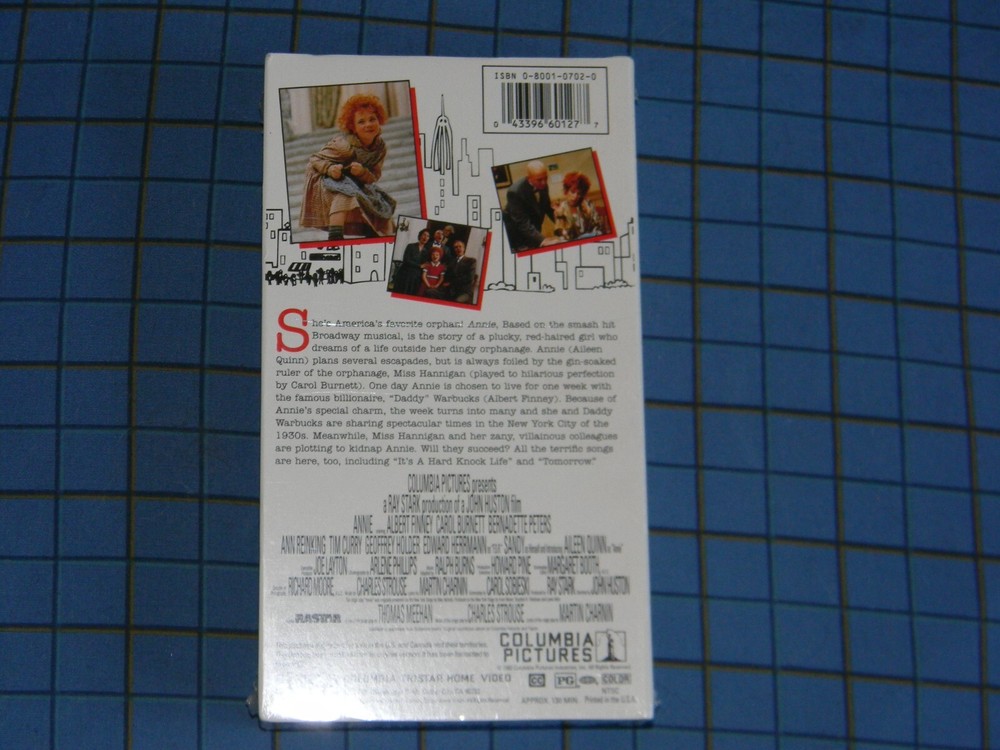 ISBN 0-8001-0702-0
0 43396 60127 7
She's America's favorite orphan! Annie, Based on the smash hit
Broadway musical, is the story of a plucky, red-haired girl who
dreams of a life outside her dingy orphanage. Annie (Aileen
Quinn) plans several escapades, but is always foiled by the gin-soaked
ruler of the orphanage, Miss Hannigan (played to hilarious perfection
by Carol Burnett). One day Annie is chosen to live for one week with
the famous billionaire, "Daddy" Warbucks (Albert Finney). Because of
Annie's special charm, the week turns into many and she and Daddy
Warbucks are sharing spectacular times in the New York City of the
1930s. Meanwhile, Miss Hannigan and her zany, villainous colleagues
are plotting to kidnap Annie. Will they succeed? All the terrific songs
are here, too, including "It's A Hard Knock Life" and "Tomorrow."
COLUMBIA PICTURES presents
a RAY STARK production of a JOHN HUSTON film
ANNIE ALBERT FINNEY CAROL BURNETT BERNADETTE PETERS
ANN REINKING TIM CURRY GEOFFREY HOLDER EDWARD HERRMANN SANDY AILEEN QUINN
JOE LAYTON ARLENE PHILLIPS RALPH BURNS HOWARD PINE MARGARET BOOTH
RICHARD MOORE CHARLES STROUSE MARTIN CHARNIN CAROL SOBIESKI RAY STARK JOHN HUSTON
RASTAR THOMAS MEEHAN CHARLES STROUSE MARTIN CHARNIN
COLUMBIA
PICTURES
COLUMBIA TRISTAR HOME VIDEO
CC PG COLOR
NTSC
Printed in the U.S.A.